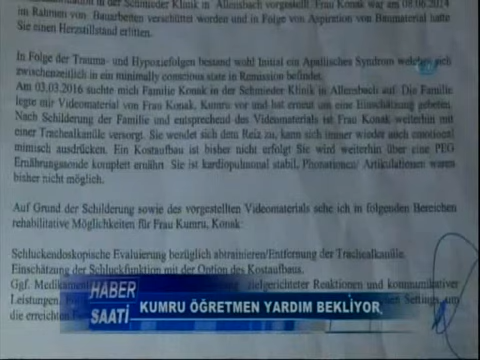 in der Schmieder Klinik in Allensbach vorgestellt. Frau Konak war am 08.06.2014
im Rahmen von Bauarbeiten verschüttet worden und in Folge von Aspiration von Baumaterial hatte
Sie einen Herzstillstand erlitten.
In Folge der Trauma- und Hypoxiefolgen bestand wohl Initial ein Apallisches Syndrom welches sich
zwischenzeitlich in ein minimally conscious state in Remission befindet.
Am 03.03.2016 suchte mich Familie Konak in der Schmieder Klinik in Allensbach auf. Die Familie
legte mir Videomaterial von Frau Konak, Kumru vor und hat erneut um eine Einschätzung gebeten.
Nach Schilderung der Familie und entsprechend des Videomaterials ist Frau Konak weiterhin mit
einer Trachealkanüle versorgt. Sie wendet sich dem Reiz zu, kann sich immer wieder auch emotional
mimisch ausdrücken. Ein Kostaufbau ist bisher nicht erfolgt Sie wird weiterhin über eine PEG
Ernährungssonde komplett ernährt. Sie ist kardiopulmonal stabil, Phonationen/ Artikulationen waren
bisher nicht möglich.
Auf Grund der Schilderung sowie des vorgestellten Videomaterials sehe ich in folgenden Bereichen
rehabilitative Möglichkeiten für Frau Kumru, Konak:
Schluckendoskopische Evaluierung bezüglich abtrainieren/Entfernung der Trachealkanüle.
Einschätzung der Schluckfunktion mit der Option des Kostaufbaus.
Ggf. zielgerichteter Reaktionen und kommunikativer
Leistungen. Settings um
die erreichten
HABER
SAATİ
KUMRU ÖĞRETMEN YARDIM BEKLİYOR